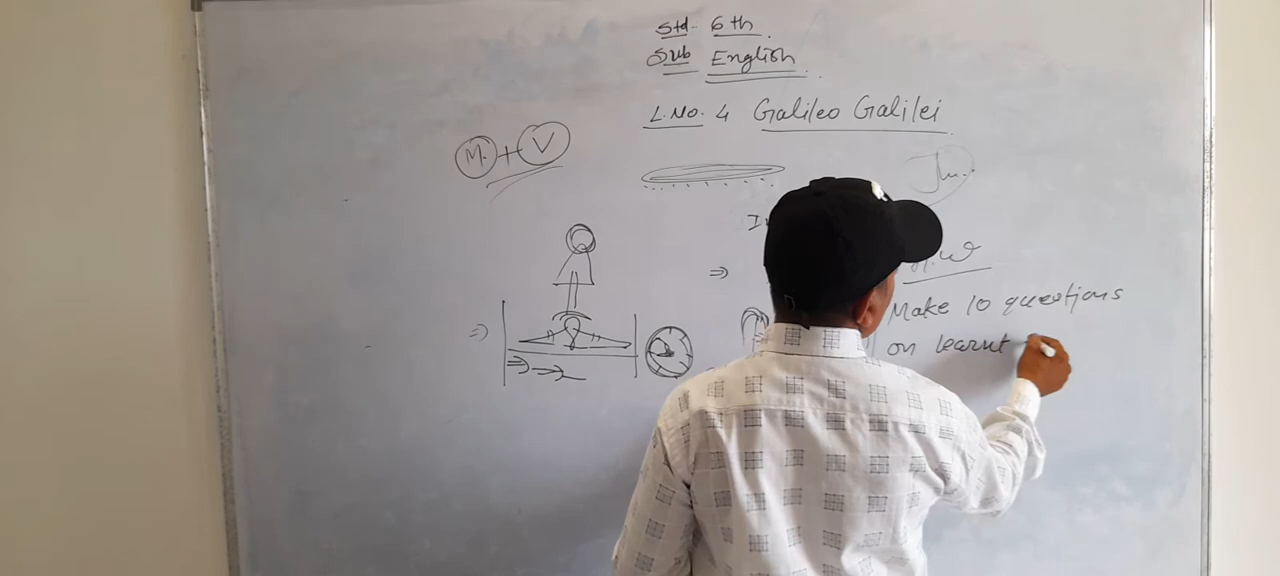 Std. 6th
Sub English
L.No. 4 Galileo Galilei
M. + V
H.W
Make 10 questions
on learnt